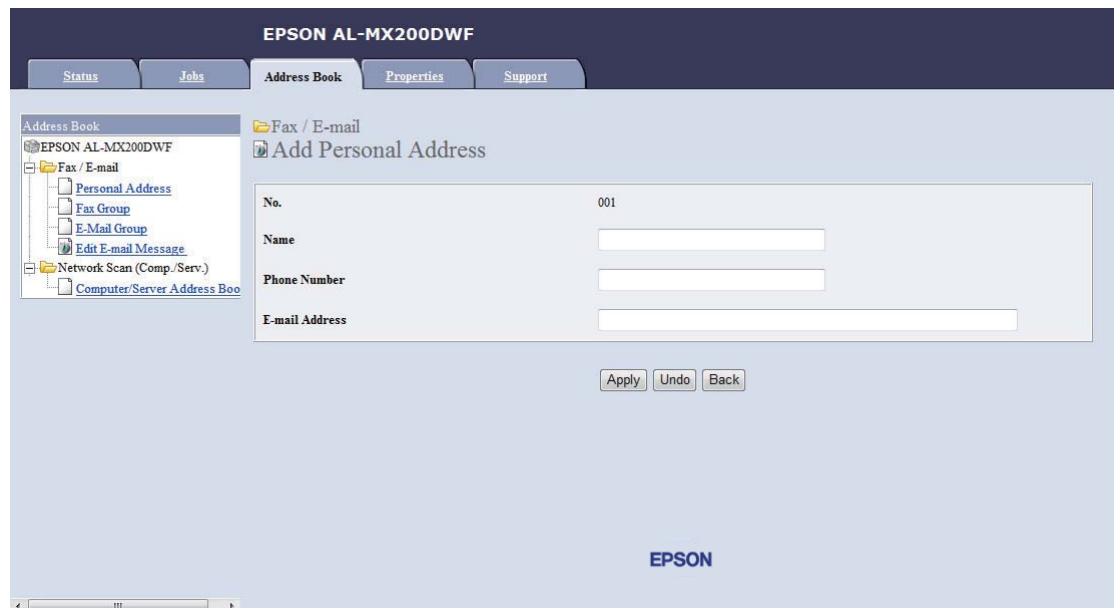 EPSON AL-MX200DWF
Status Jobs Address Book Properties Support
Address Book
EPSON AL-MX200DWF
Fax / E-mail
Personal Address
Fax Group
E-Mail Group
Edit E-mail Message
Network Scan (Comp./Serv.)
Computer/Server Address Boo
Fax / E-mail
Add Personal Address
No. 001
Name
Phone Number
E-mail Address
Apply Undo Back
EPSON